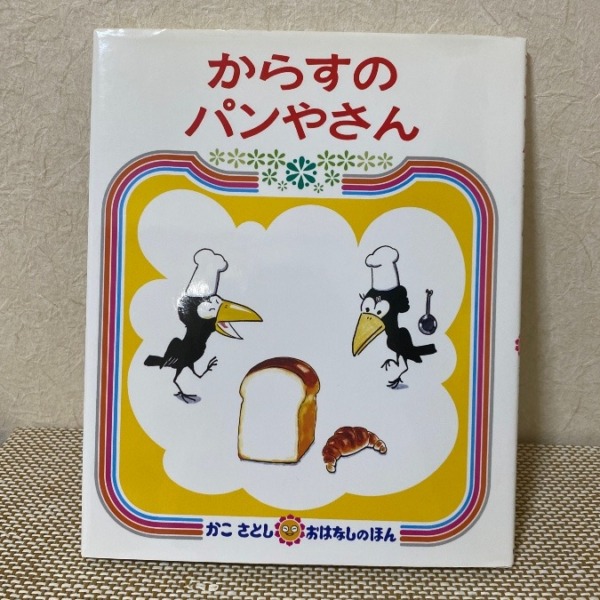 からすの
パンやさん
かこ さとし おはなしのほん